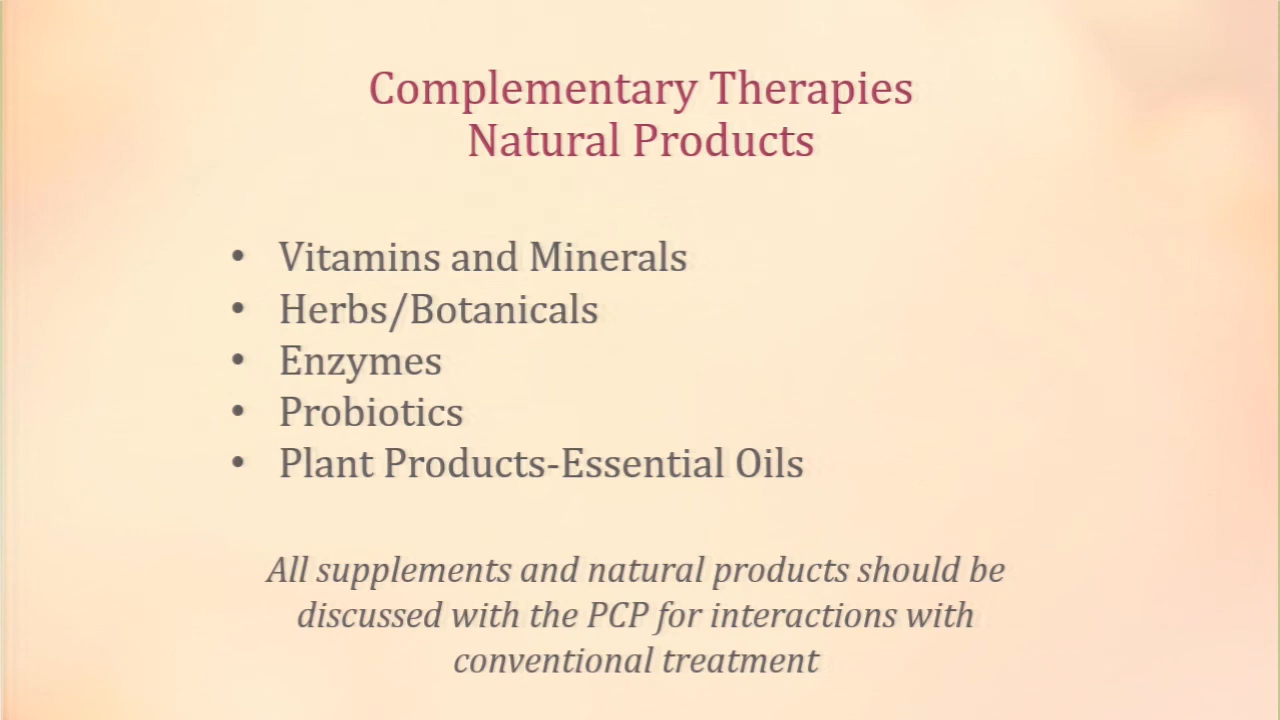 Complementary Therapies
Natural Products
• Vitamins and Minerals
• Herbs/Botanicals
• Enzymes
• Probiotics
• Plant Products-Essential Oils
All supplements and natural products should be
discussed with the PCP for interactions with
conventional treatment